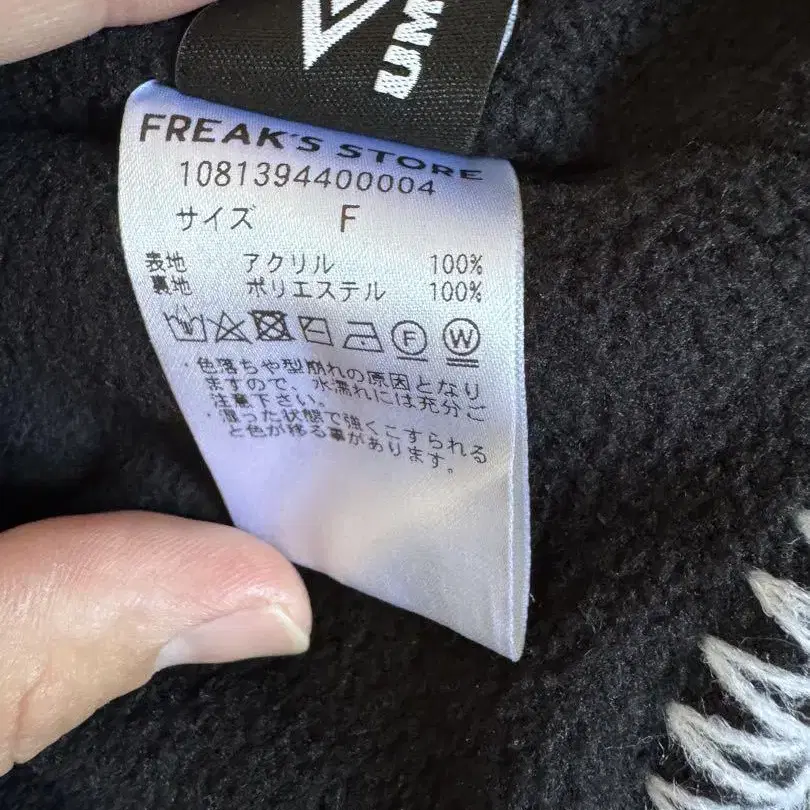 UM
FREAK'S STORE
1081394400004
サイズ F
表地 アクリル 100%
裏地 ポリエステル 100%
F W
・色落ちや型崩れの原因となり
ますので、水濡れには充分ご
注意下さい。
・湿った状態で強くこすられる
と色が移る事があります。